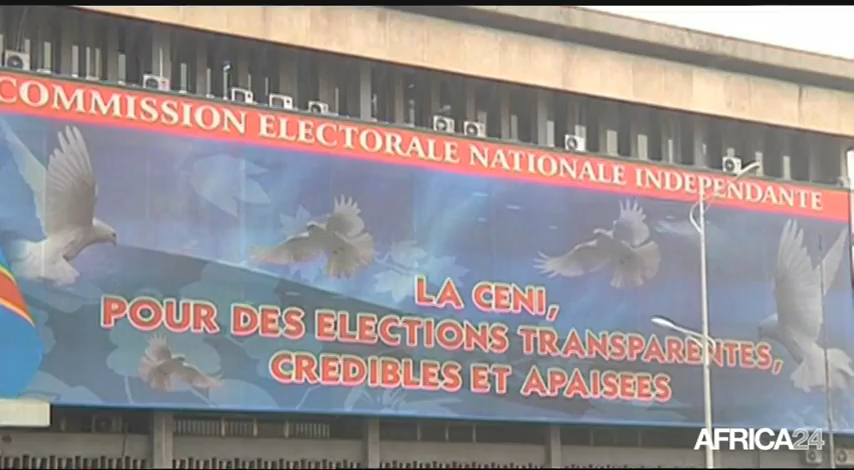 COMMISSION ELECTORALE NATIONALE INDEPENDANTE
LA CENI,
POUR DES ELECTIONS TRANSPARENTES,
CREDIBLES ET APAISEES
AFRICA24